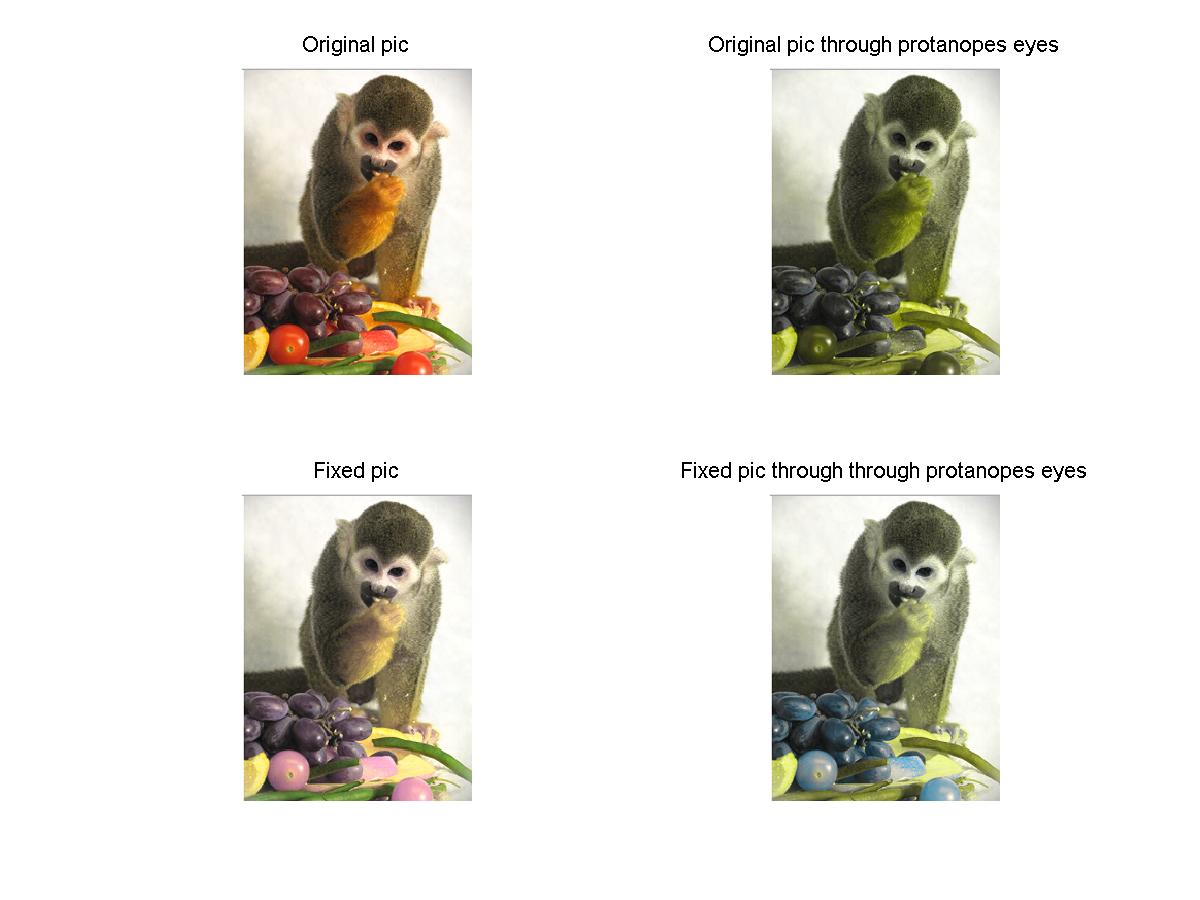 Original pic
Original pic through protanopes eyes
Fixed pic
Fixed pic through through protanopes eyes